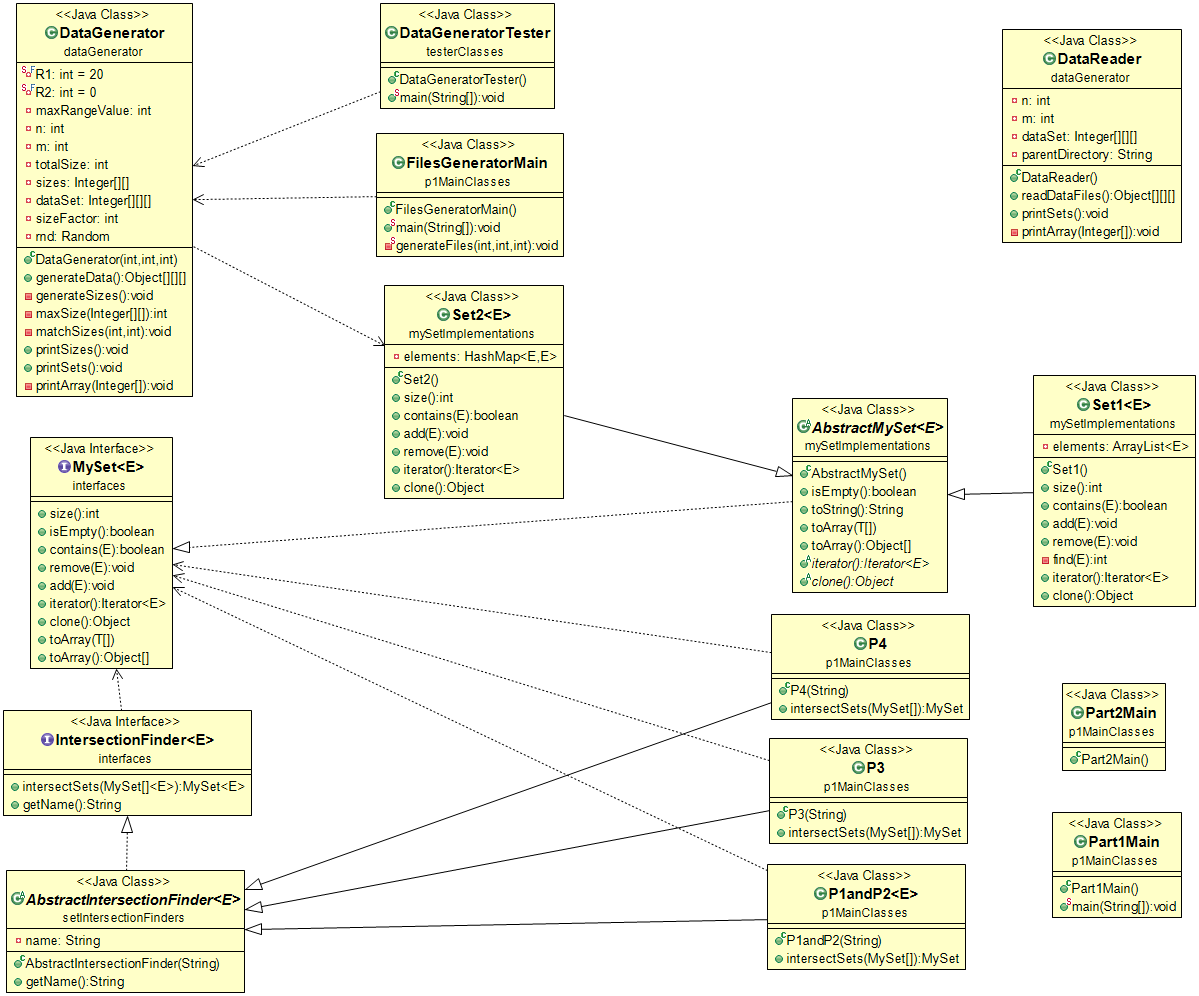 <<Java Class>>
DataGenerator
dataGenerator
R1: int = 20
R2: int = 0
maxRangeValue: int
n: int
m: int
totalSize: int
sizes: Integer[][]
dataSet: Integer[][][]
sizeFactor: int
rnd: Random
DataGenerator(int,int,int)
generateData():Object[][][]
generateSizes():void
maxSize(Integer[][]):int
matchSizes(int,int):void
printSizes():void
printSets():void
printArray(Integer[]):void
<<Java Class>>
DataGeneratorTester
testerClasses
DataGeneratorTester()
main(String[]):void
<<Java Class>>
FilesGeneratorMain
p1MainClasses
FilesGeneratorMain()
main(String[]):void
generateFiles(int,int,int):void
<<Java Class>>
DataReader
dataGenerator
n: int
m: int
dataSet: Integer[][][]
parentDirectory: String
DataReader()
readDataFiles():Object[][][]
printSets():void
printArray(Integer[]):void
<<Java Class>>
Set2<E>
mySetImplementations
elements: HashMap<E,E>
Set2()
size():int
contains(E):boolean
add(E):void
remove(E):void
iterator():Iterator<E>
clone():Object
<<Java Class>>
AbstractMySet<E>
mySetImplementations
AbstractMySet()
isEmpty():boolean
toString():String
toArray(T[])
toArray():Object[]
iterator():Iterator<E>
clone():Object
<<Java Class>>
Set1<E>
mySetImplementations
elements: ArrayList<E>
Set1()
size():int
contains(E):boolean
add(E):void
remove(E):void
find(E):int
iterator():Iterator<E>
clone():Object
<<Java Interface>>
MySet<E>
interfaces
size():int
isEmpty():boolean
contains(E):boolean
remove(E):void
add(E):void
iterator():Iterator<E>
clone():Object
toArray(T[])
toArray():Object[]
<<Java Class>>
P4
p1MainClasses
P4(String)
intersectSets(MySet[]):MySet
<<Java Interface>>
IntersectionFinder<E>
interfaces
intersectSets(MySet[]<E>):MySet<E>
getName():String
<<Java Class>>
P3
p1MainClasses
P3(String)
intersectSets(MySet[]):MySet
<<Java Class>>
Part2Main
p1MainClasses
Part2Main()
<<Java Class>>
AbstractIntersectionFinder<E>
setIntersectionFinders
name: String
AbstractIntersectionFinder(String)
getName():String
<<Java Class>>
P1andP2<E>
p1MainClasses
P1andP2(String)
intersectSets(MySet[]):MySet
<<Java Class>>
Part1Main
p1MainClasses
Part1Main()
main(String[]):void